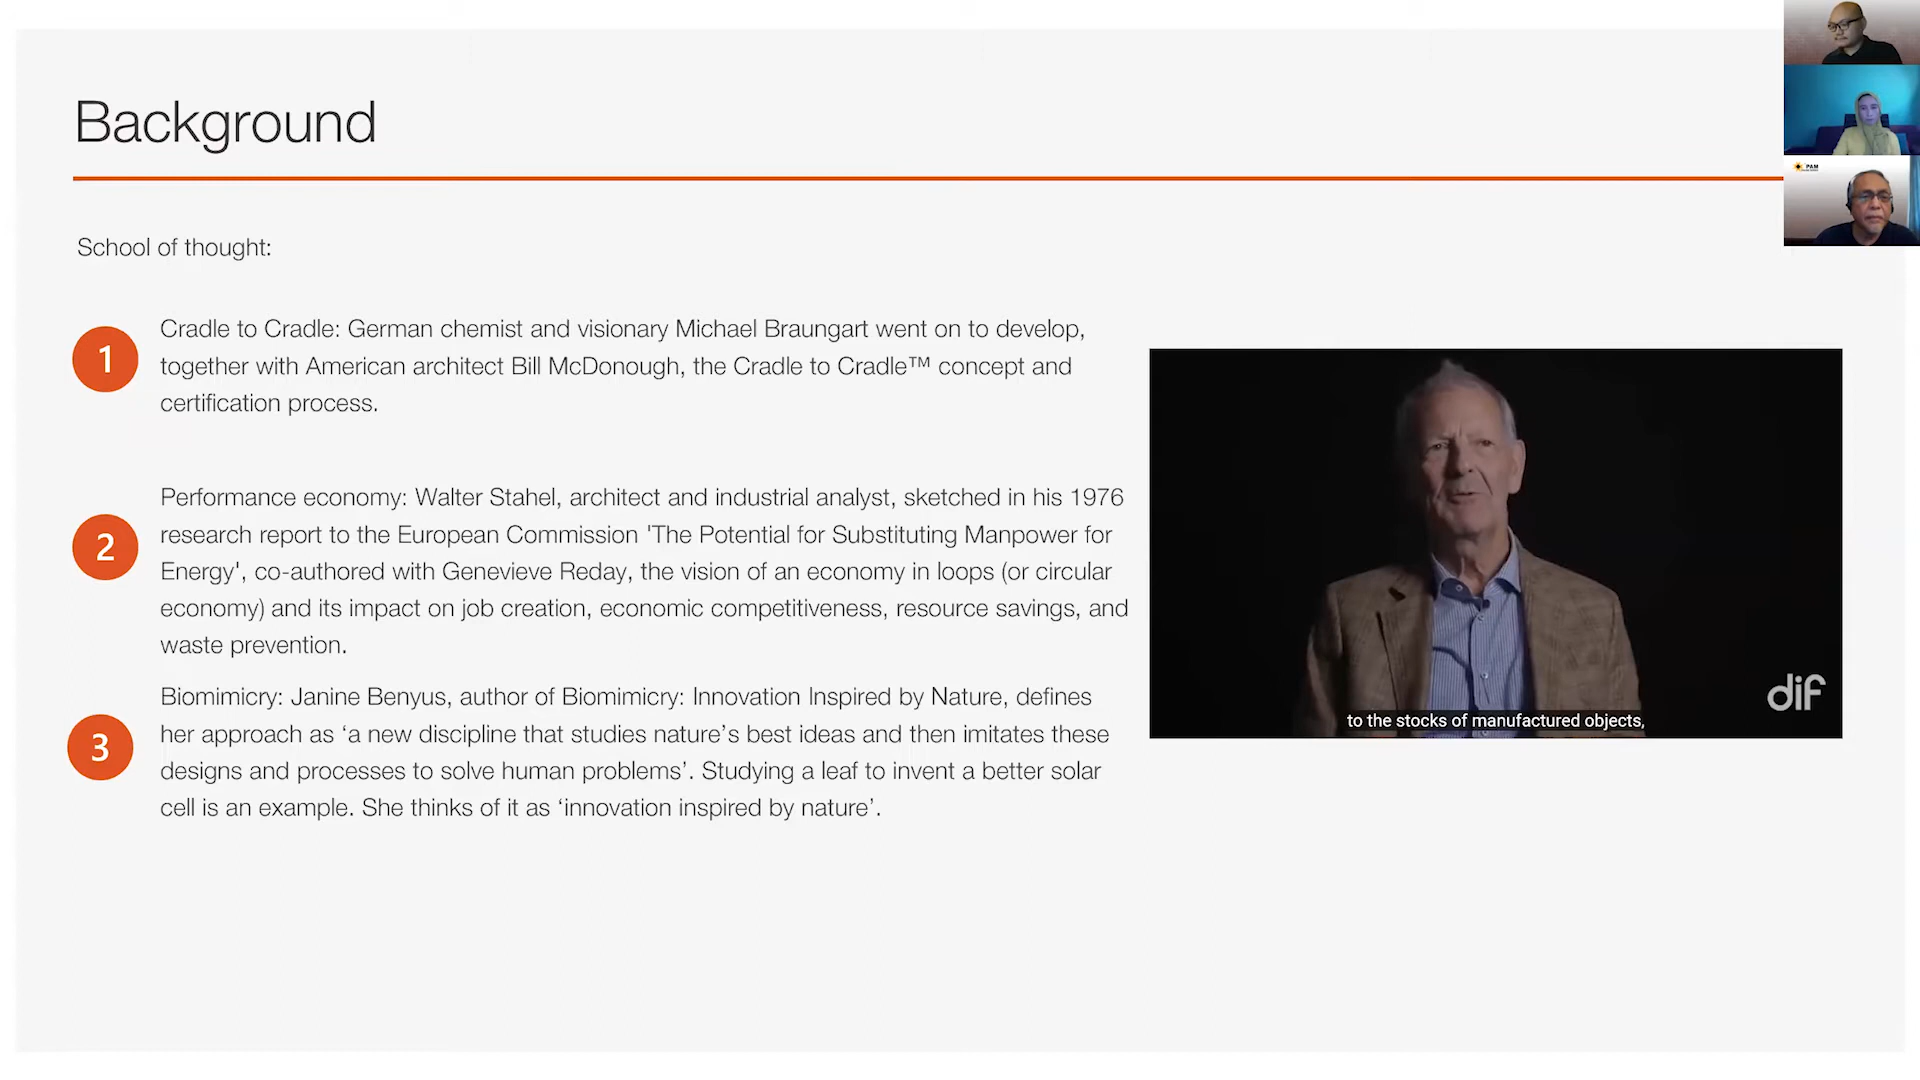 Background
School of thought:
1
Cradle to Cradle: German chemist and visionary Michael Braungart went on to develop,
together with American architect Bill McDonough, the Cradle to Cradle™ concept and
certification process.
2
Performance economy: Walter Stahel, architect and industrial analyst, sketched in his 1976
research report to the European Commission 'The Potential for Substituting Manpower for
Energy', co-authored with Genevieve Reday, the vision of an economy in loops (or circular
economy) and its impact on job creation, economic competitiveness, resource savings, and
waste prevention.
3
Biomimicry: Janine Benyus, author of Biomimicry: Innovation Inspired by Nature, defines
her approach as ‘a new discipline that studies nature’s best ideas and then imitates these
designs and processes to solve human problems’. Studying a leaf to invent a better solar
cell is an example. She thinks of it as ‘innovation inspired by nature’.
to the stocks of manufactured objects,
dif
PAM